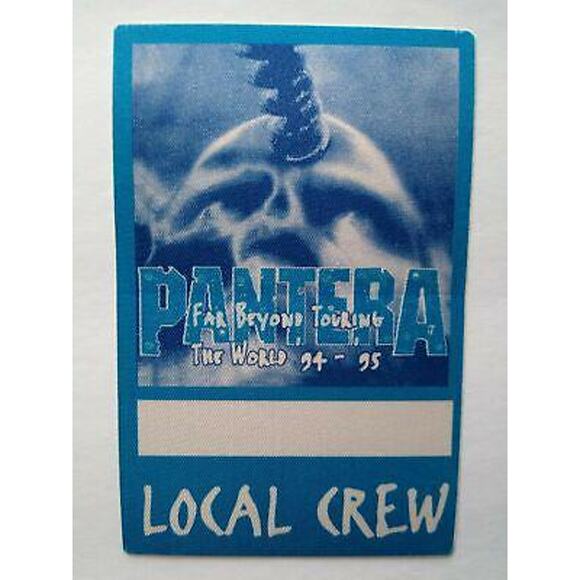 PANTERA
FAR BEYOND TOURING
THE WORLD 94 - 95
LOCAL CREW